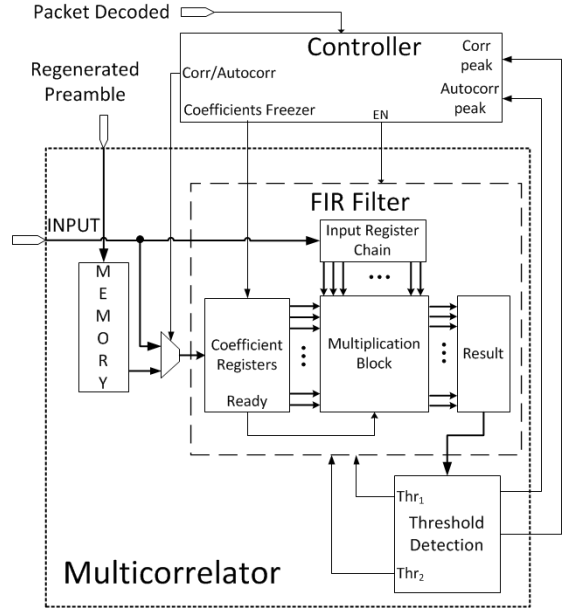 Packet Decoded
Controller
Corr
peak
Regenerated
Preamble
Corr/Autocorr
Autocorr
peak
Coefficients Freezer
EN
FIR Filter
INPUT
Input Register
Chain
...
MEMORY
Coefficient
Registers
Ready
Multiplication
Block
Result
Thr1
Threshold
Detection
Thr2
Multicorrelator